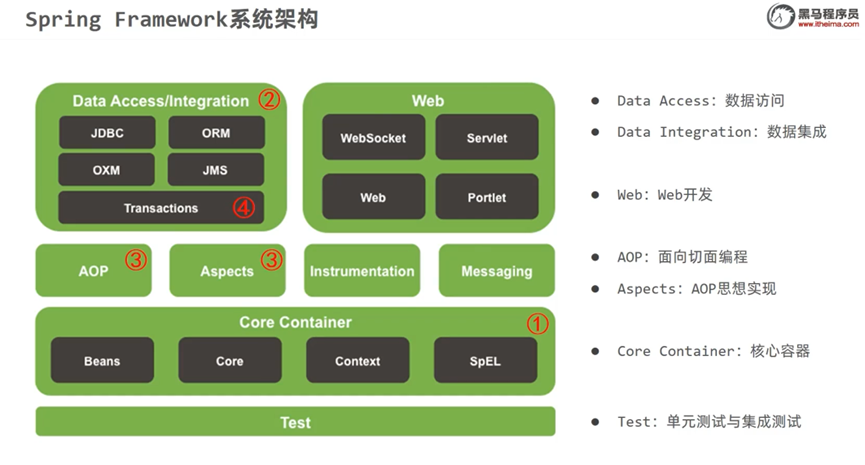 Spring Framework系统架构
黑马程序员
www.itheima.com
Data Access/Integration ②
JDBC
ORM
OXM
JMS
Transactions ④
Web
WebSocket
Servlet
Web
Portlet
AOP ③
Aspects ③
Instrumentation
Messaging
Core Container ①
Beans
Core
Context
SpEL
Test
● Data Access：数据访问
● Data Integration：数据集成
● Web：Web开发
● AOP：面向切面编程
● Aspects：AOP思想实现
● Core Container：核心容器
● Test：单元测试与集成测试